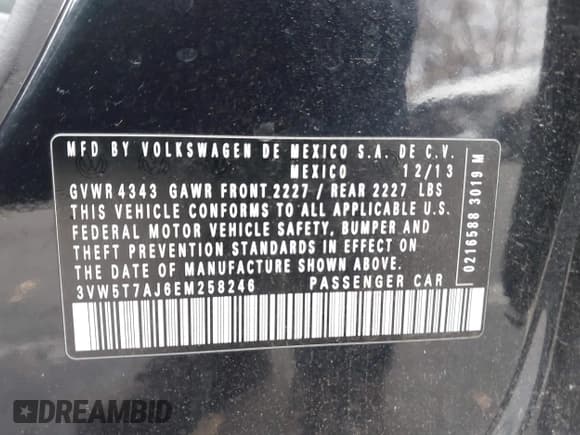 MFD BY VOLKSWAGEN DE MEXICO S.A. DE C.V.
MEXICO 12/13
GVWR 4343 GAWR FRONT 2227 / REAR 2227 LBS
THIS VEHICLE CONFORMS TO ALL APPLICABLE U.S.
FEDERAL MOTOR VEHICLE SAFETY, BUMPER AND
THEFT PREVENTION STANDARDS IN EFFECT ON
THE DATE OF MANUFACTURE SHOWN ABOVE.
3VW5T7AJ6EM258246 PASSENGER CAR
0216588 3019 M
DREAMBID